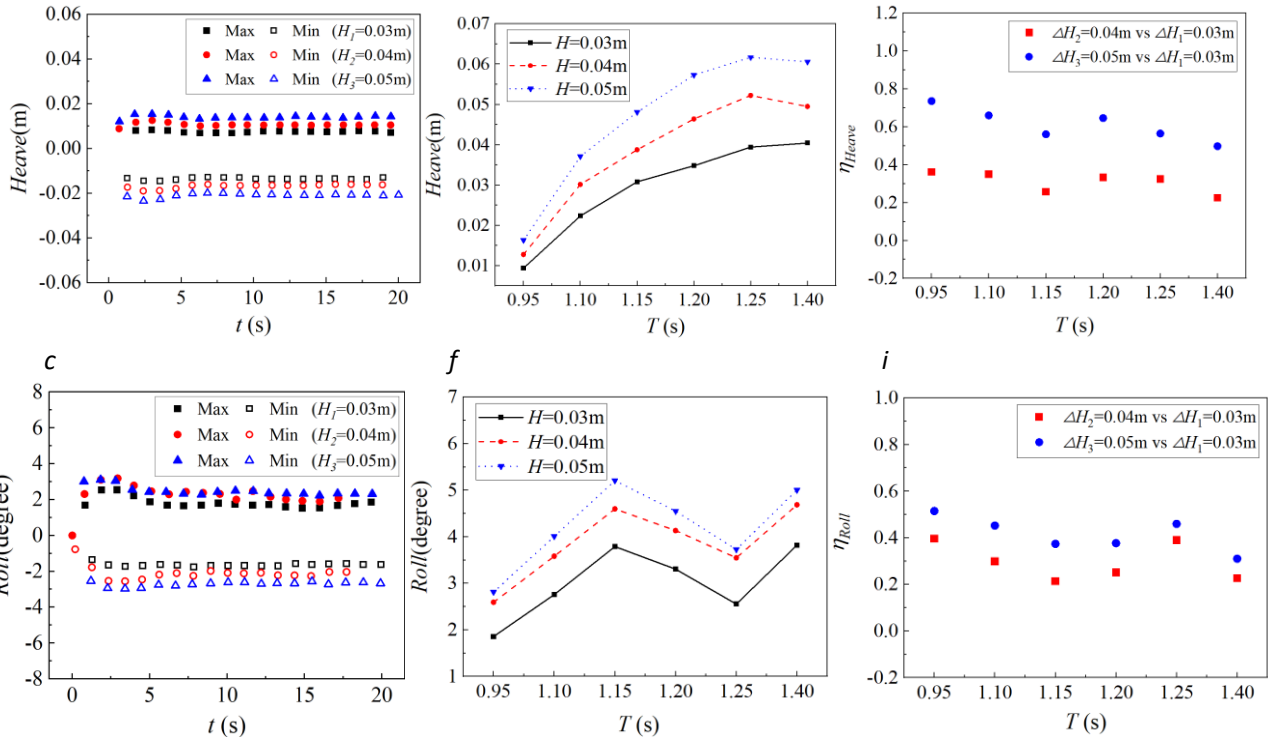 0.06
0.04
0.02
0.00
-0.02
-0.04
-0.06
Heave(m)
Max Min (H1=0.03m)
Max Min (H2=0.04m)
Max Min (H3=0.05m)
0 5 10 15 20
t (s)
0.07
0.06
0.05
0.04
0.03
0.02
0.01
Heave(m)
H=0.03m
H=0.04m
H=0.05m
0.95 1.10 1.15 1.20 1.25 1.40
T (s)
1.2
1.0
0.8
0.6
0.4
0.2
0.0
-0.2
ηHeave
ΔH2=0.04m vs ΔH1=0.03m
ΔH3=0.05m vs ΔH1=0.03m
0.95 1.10 1.15 1.20 1.25 1.40
T (s)
c
8
6
4
2
0
-2
-4
-6
-8
Roll(degree)
Max Min (H1=0.03m)
Max Min (H2=0.04m)
Max Min (H3=0.05m)
0 5 10 15 20
t (s)
f
7
6
5
4
3
2
1
Roll(degree)
H=0.03m
H=0.04m
H=0.05m
0.95 1.10 1.15 1.20 1.25 1.40
T (s)
i
1.0
0.8
0.6
0.4
0.2
0.0
-0.2
ηRoll
ΔH2=0.04m vs ΔH1=0.03m
ΔH3=0.05m vs ΔH1=0.03m
0.95 1.10 1.15 1.20 1.25 1.40
T (s)